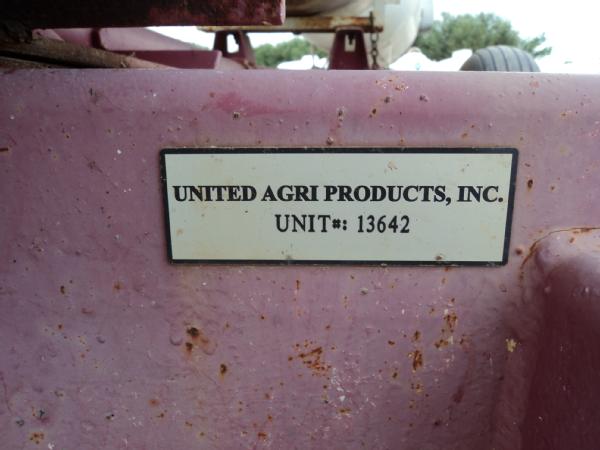 UNITED AGRI PRODUCTS, INC.
UNIT#: 13642